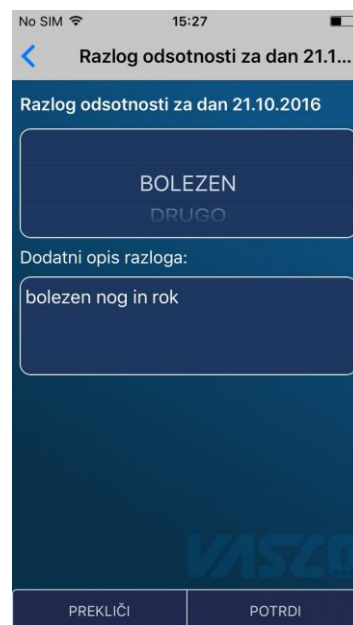 No SIM 15:27
Razlog odsotnosti za dan 21.1...
Razlog odsotnosti za dan 21.10.2016
BOLEZEN
DRUGO
Dodatni opis razloga:
bolezen nog in rok
VASCO
PREKLIČI POTRDI